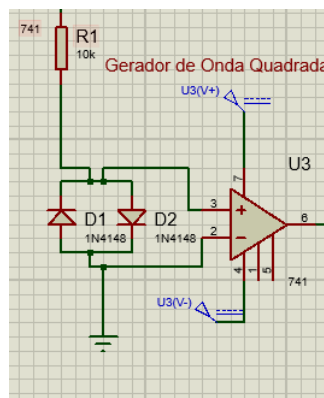 741
R1
10k
Gerador de Onda Quadrada
U3(V+)
7
U3
3
6
2
D1
D2
1N4148
1N4148
4
1
5
741
U3(V-)